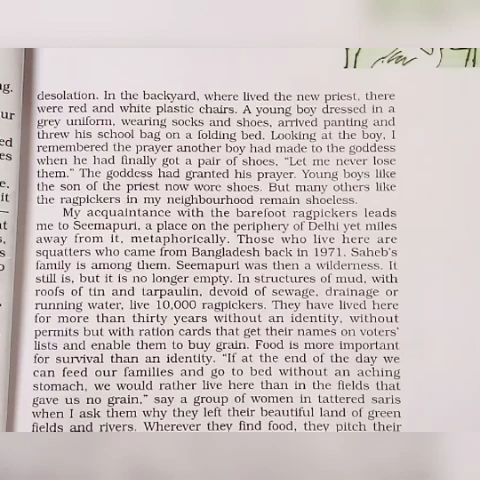 desolation. In the backyard, where lived the new priest, there
were red and white plastic chairs. A young boy dressed in a
grey uniform, wearing socks and shoes, arrived panting and
threw his school bag on a folding bed. Looking at the boy, I
remembered the prayer another boy had made to the goddess
when he had finally got a pair of shoes, “Let me never lose
them.” The goddess had granted his prayer. Young boys like
the son of the priest now wore shoes. But many others like
the ragpickers in my neighbourhood remain shoeless.
My acquaintance with the barefoot ragpickers leads
me to Seemapuri, a place on the periphery of Delhi yet miles
away from it, metaphorically. Those who live here are
squatters who came from Bangladesh back in 1971. Saheb’s
family is among them. Seemapuri was then a wilderness. It
still is, but it is no longer empty. In structures of mud, with
roofs of tin and tarpaulin, devoid of sewage, drainage or
running water, live 10,000 ragpickers. They have lived here
for more than thirty years without an identity, without
permits but with ration cards that get their names on voters’
lists and enable them to buy grain. Food is more important
for survival than an identity. “If at the end of the day we
can feed our families and go to bed without an aching
stomach, we would rather live here than in the fields that
gave us no grain,” say a group of women in tattered saris
when I ask them why they left their beautiful land of green
fields and rivers. Wherever they find food, they pitch their